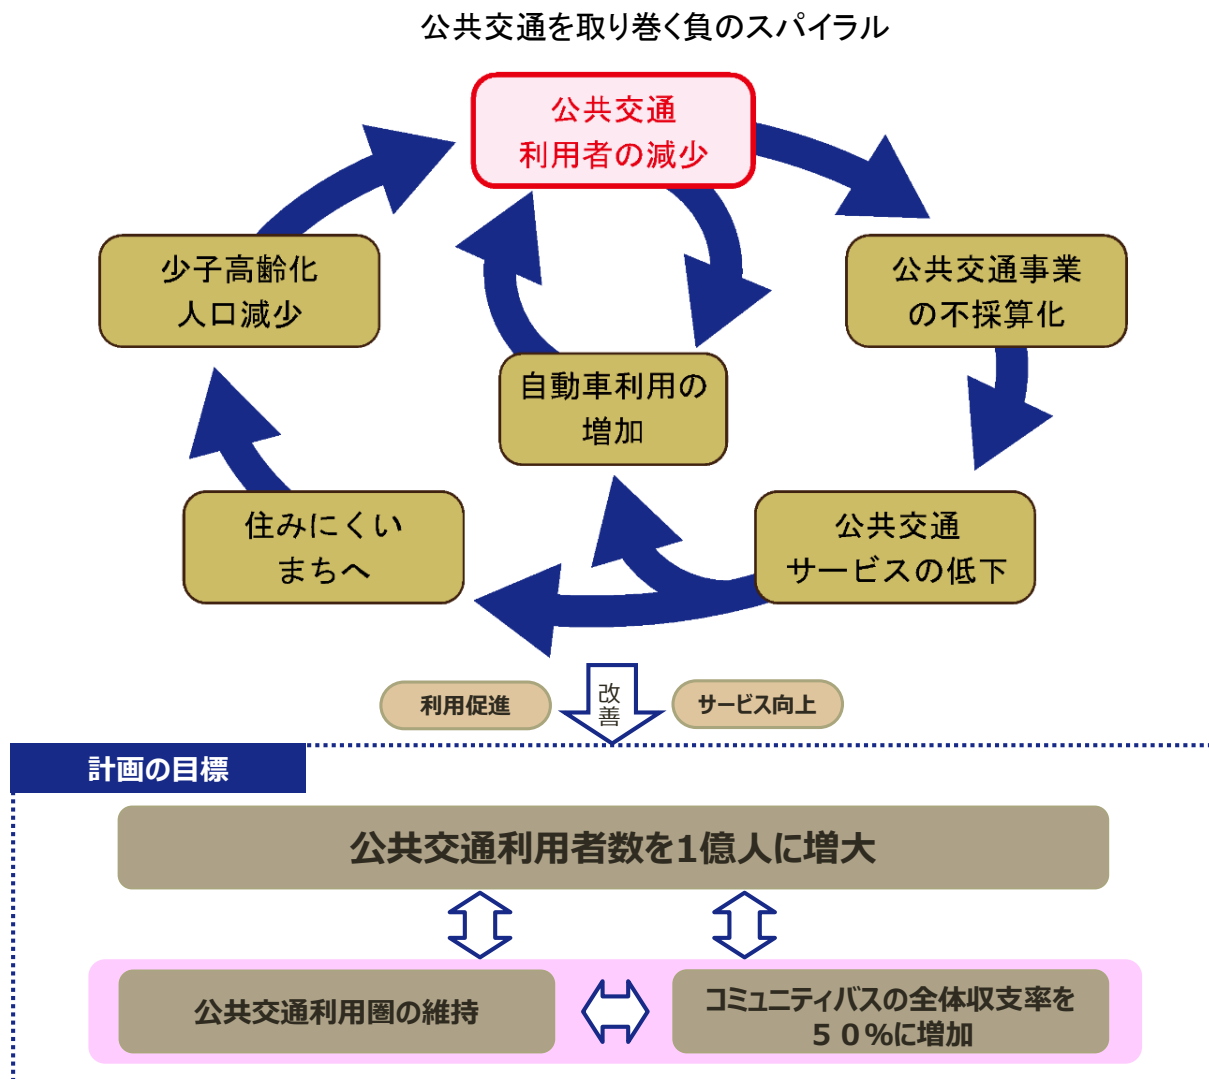 公共交通を取り巻く負のスパイラル
公共交通
利用者の減少
少子高齢化
人口減少
公共交通事業
の不採算化
自動車利用の
増加
住みにくい
まちへ
公共交通
サービスの低下
利用促進
改善
サービス向上
計画の目標
公共交通利用者数を1億人に増大
公共交通利用圏の維持
コミュニティバスの全体収支率を
５０%に増加